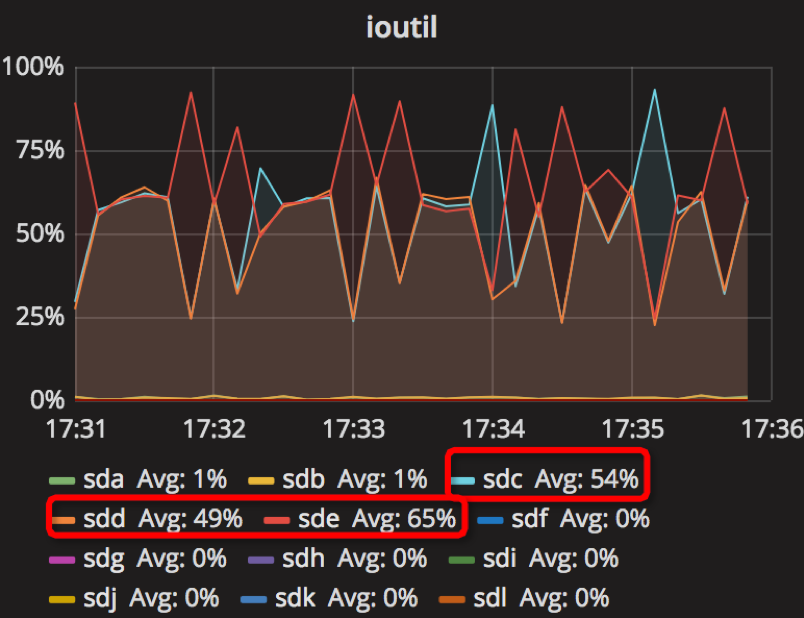 ioutil
100%
75%
50%
25%
0%
17:31 17:32 17:33 17:34 17:35 17:36
sda Avg: 1% sdb Avg: 1% sdc Avg: 54%
sdd Avg: 49% sde Avg: 65% sdf Avg: 0%
sdg Avg: 0% sdh Avg: 0% sdi Avg: 0%
sdj Avg: 0% sdk Avg: 0% sdl Avg: 0%